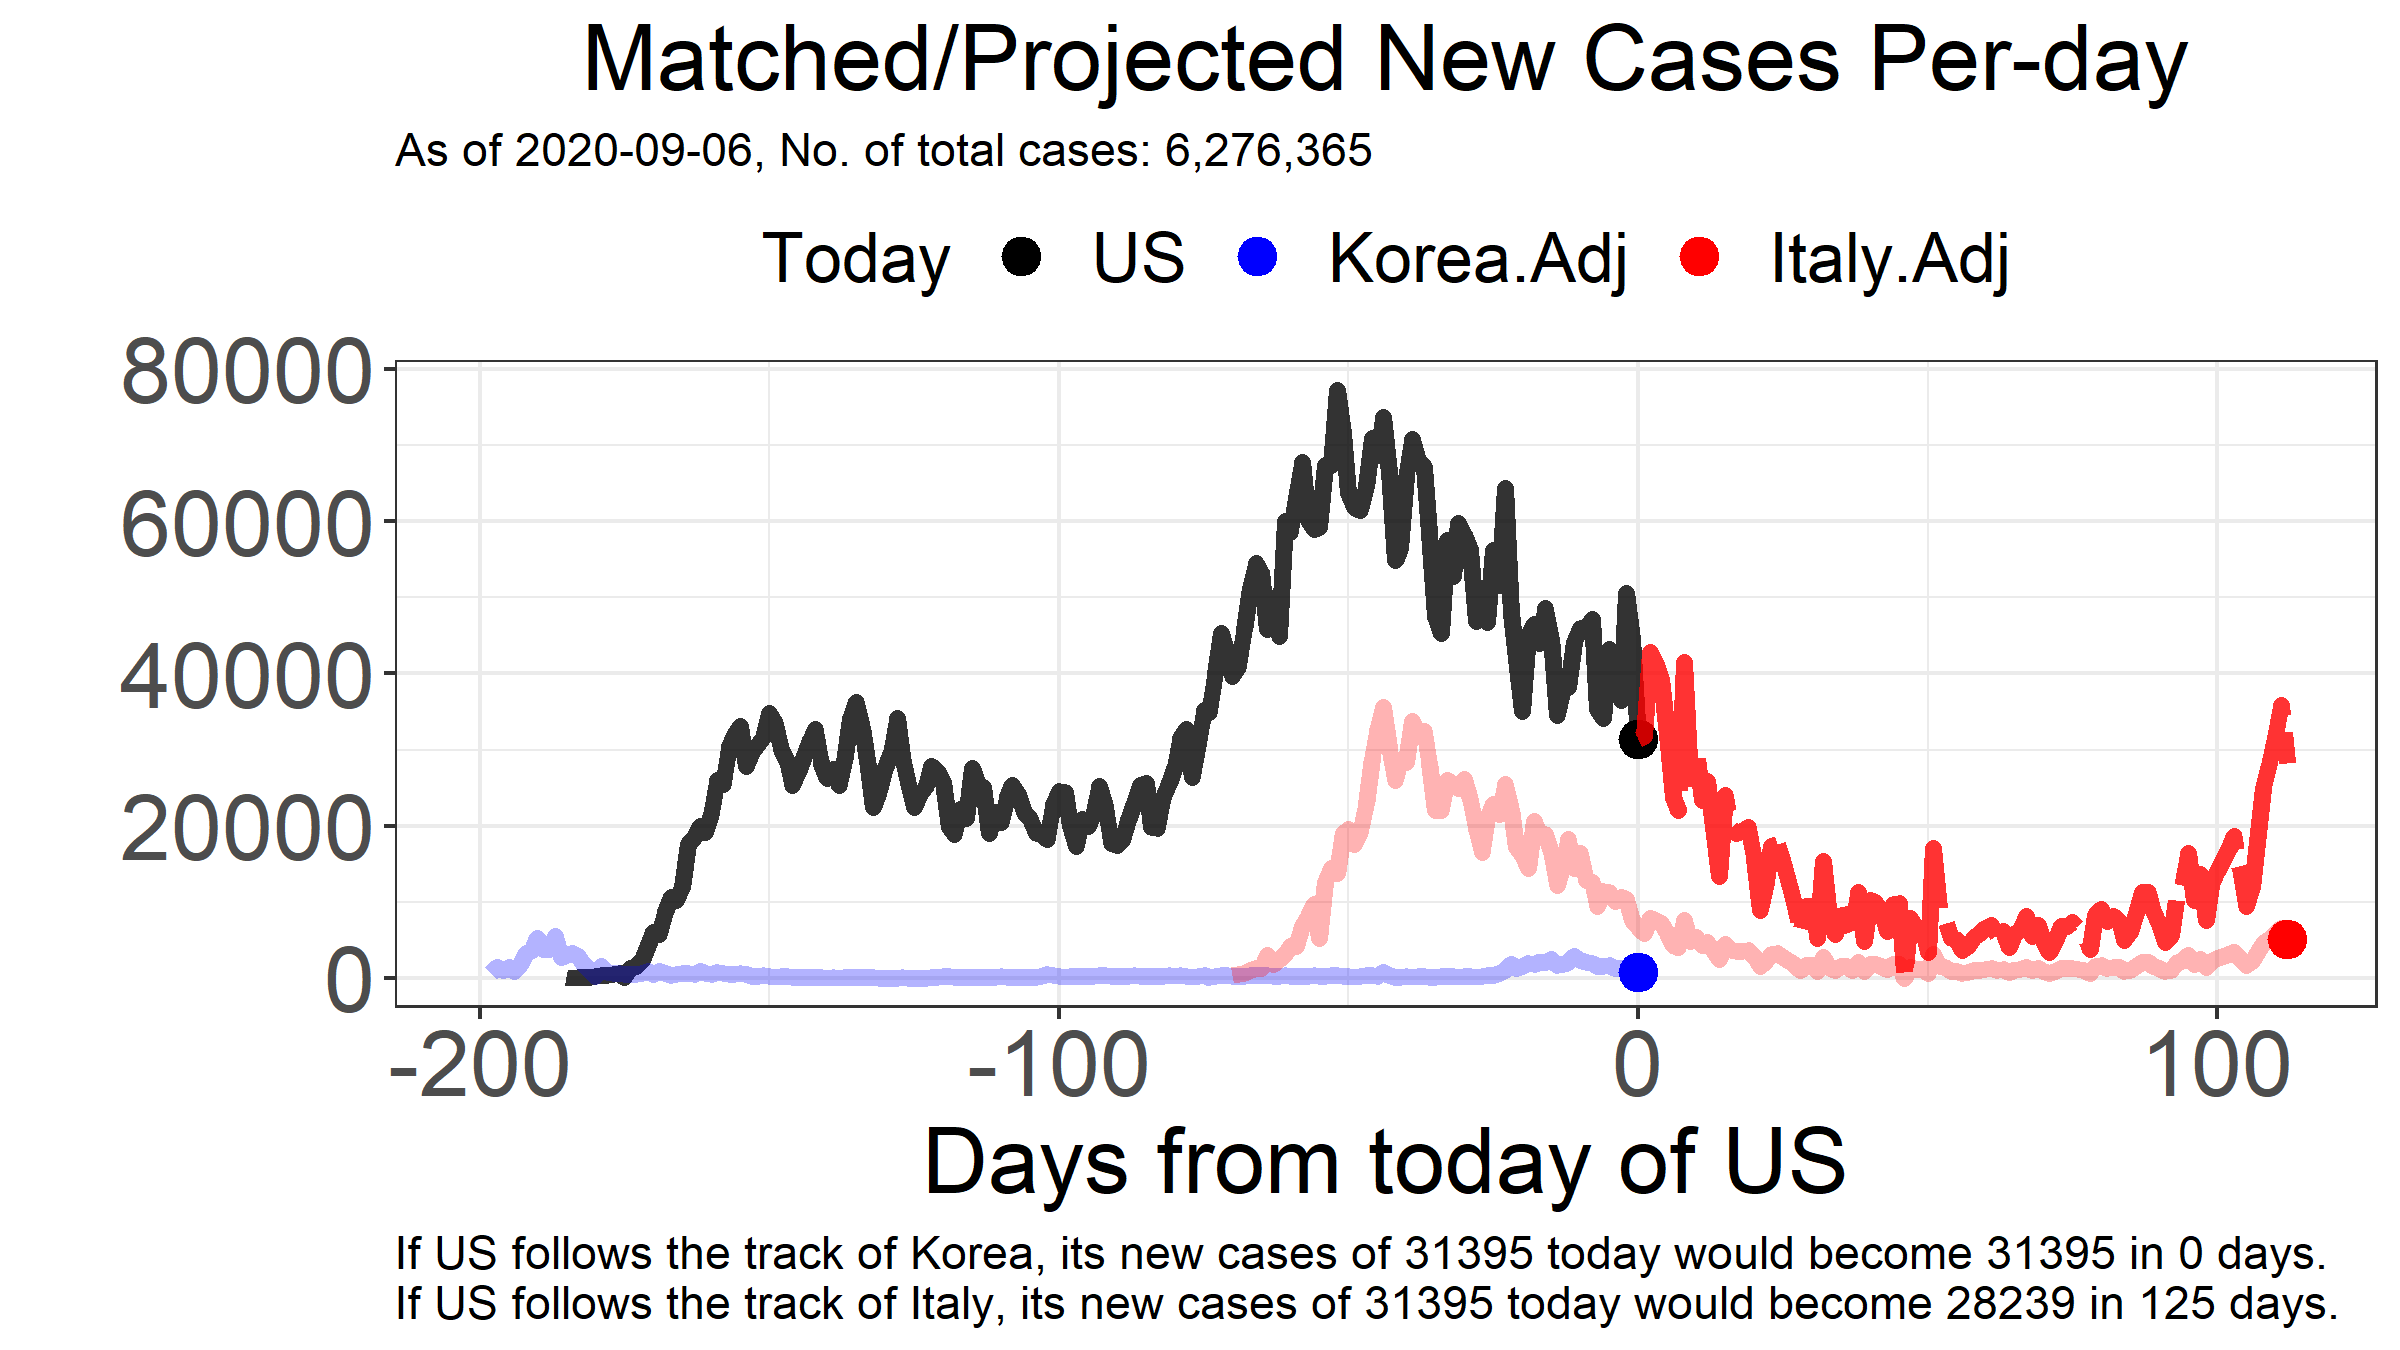 Matched/Projected New Cases Per-day
As of 2020-09-06, No. of total cases: 6,276,365
Today US Korea.Adj Italy.Adj
80000
60000
40000
20000
0
-200 -100 0 100
Days from today of US
If US follows the track of Korea, its new cases of 31395 today would become 31395 in 0 days.
If US follows the track of Italy, its new cases of 31395 today would become 28239 in 125 days.